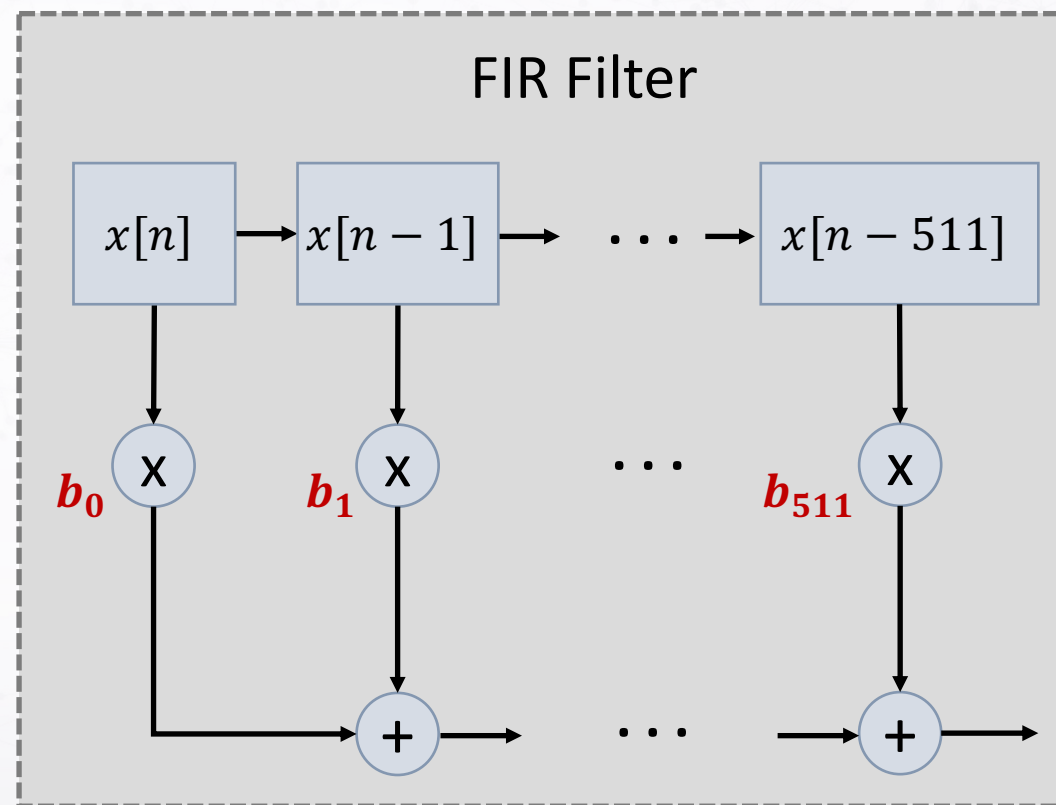 FIR Filter
x[n] x[n − 1] ··· x[n − 511]
x x ··· x
b₀ b₁ b₅₁₁
+ ··· +